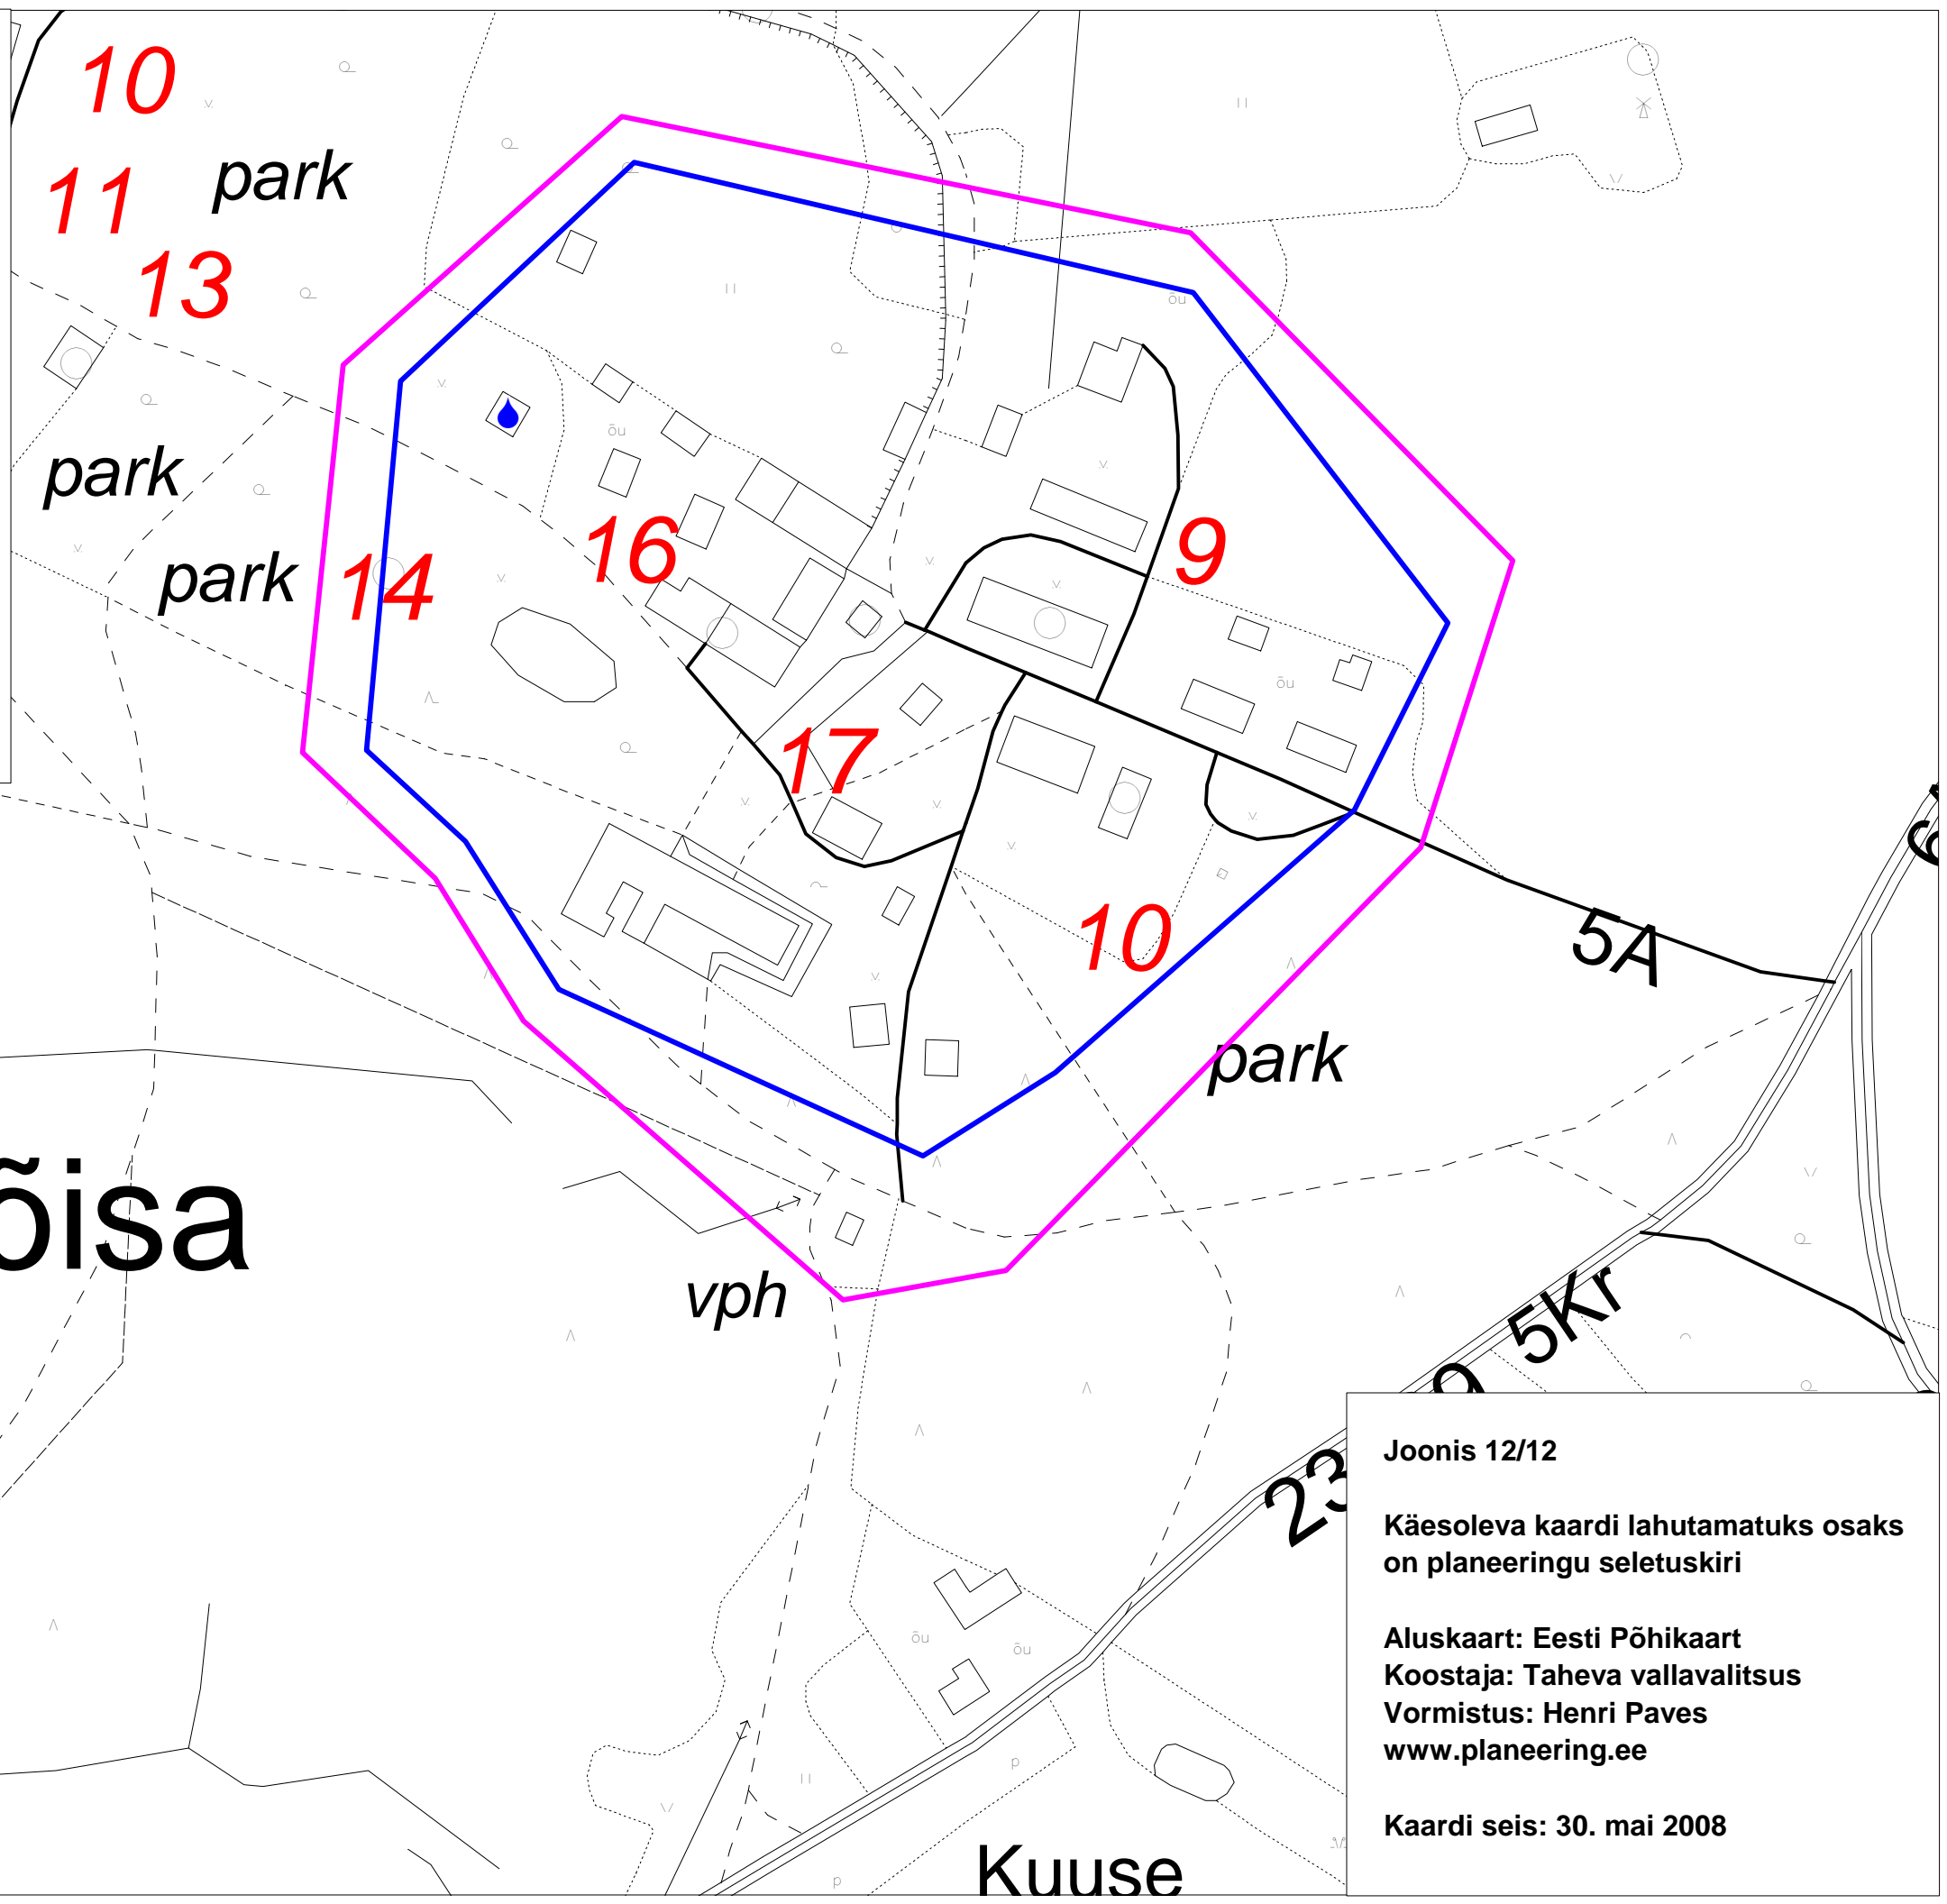 10
park
11
13
õu
õu
park
16
9
park
14
õu
17
10
5A
park
õisa
vph
5Kr
23
õu
õu
p
p
Kuuse
Joonis 12/12
Käesoleva kaardi lahutamatuks osaks
on planeeringu seletuskiri
Aluskaart: Eesti Põhikaart
Koostaja: Taheva vallavalitsus
Vormistus: Henri Paves
www.planeering.ee
Kaardi seis: 30. mai 2008